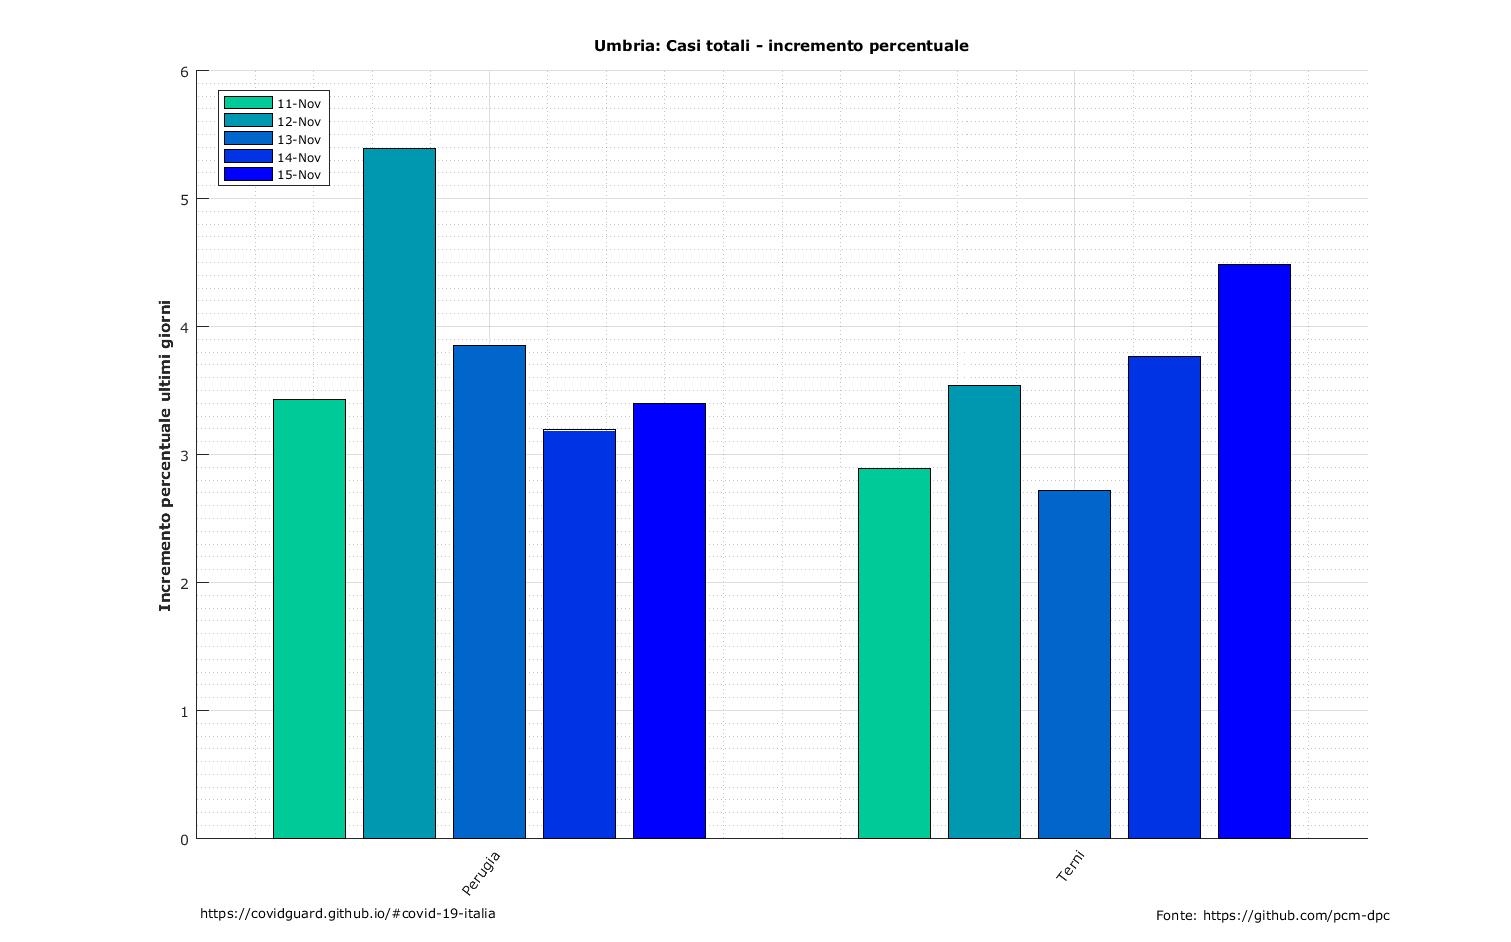 Umbria: Casi totali - incremento percentuale
6
5
4
3
2
1
0
Incremento percentuale ultimi giorni
11-Nov
12-Nov
13-Nov
14-Nov
15-Nov
Perugia
Terni
https://covidguard.github.io/#covid-19-italia
Fonte: https://github.com/pcm-dpc